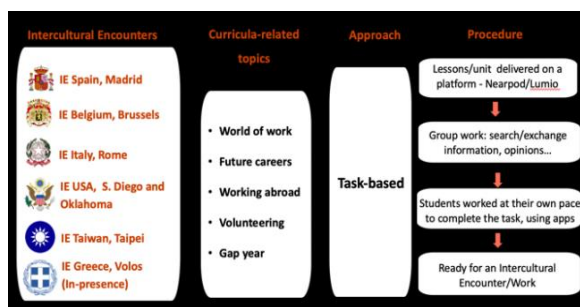 Intercultural Encounters
IE Spain, Madrid
IE Belgium, Brussels
IE Italy, Rome
IE USA, S. Diego and
Oklahoma
IE Taiwan, Taipei
IE Greece, Volos
(In-presence)
Curricula-related
topics
• World of work
• Future careers
• Working abroad
• Volunteering
• Gap year
Approach
Task-based
Procedure
Lessons/unit delivered on a
platform - Nearpod/Lumio
Group work: search/exchange
information, opinions...
Students worked at their own pace
to complete the task, using apps
Ready for an Intercultural
Encounter/Work